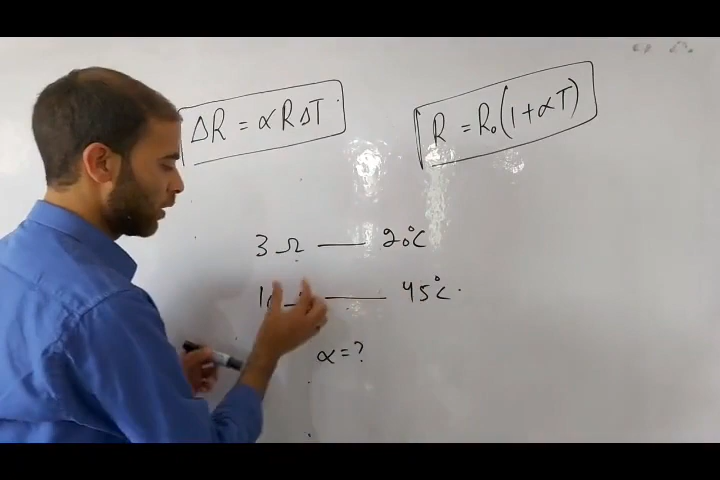 ΔR = αRΔT
R = R₀(1+αT)
3 Ω — 20°C
— 45°C
α = ?